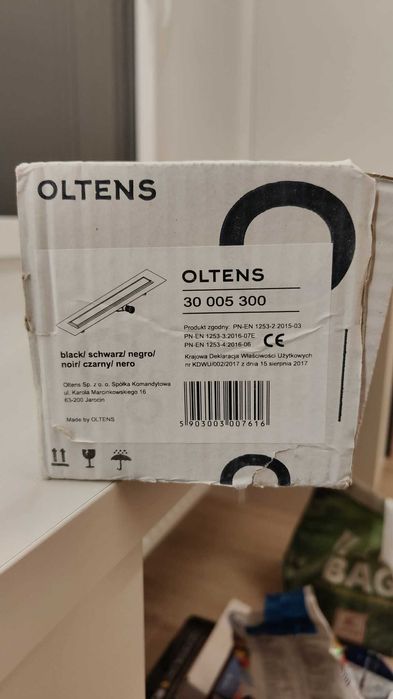 OLTENS
OLTENS
30 005 300
Produkt zgodny: PN-EN 1253-2:2015-03
PN-EN 1253-3:2016-07E
PN-EN 1253-4:2016-06 CE
Krajowa Deklaracja Właściwości Użytkowych
nr KDWU/002/2017 z dnia 15 sierpnia 2017
black/ schwarz/ negro/
noir/ czarny/ nero
Oltens Sp. z o. o. Spółka Komandytowa
ul. Karola Marcinkowskiego 16
63-200 Jarocin
Made by OLTENS
5 903003 007616
BAG